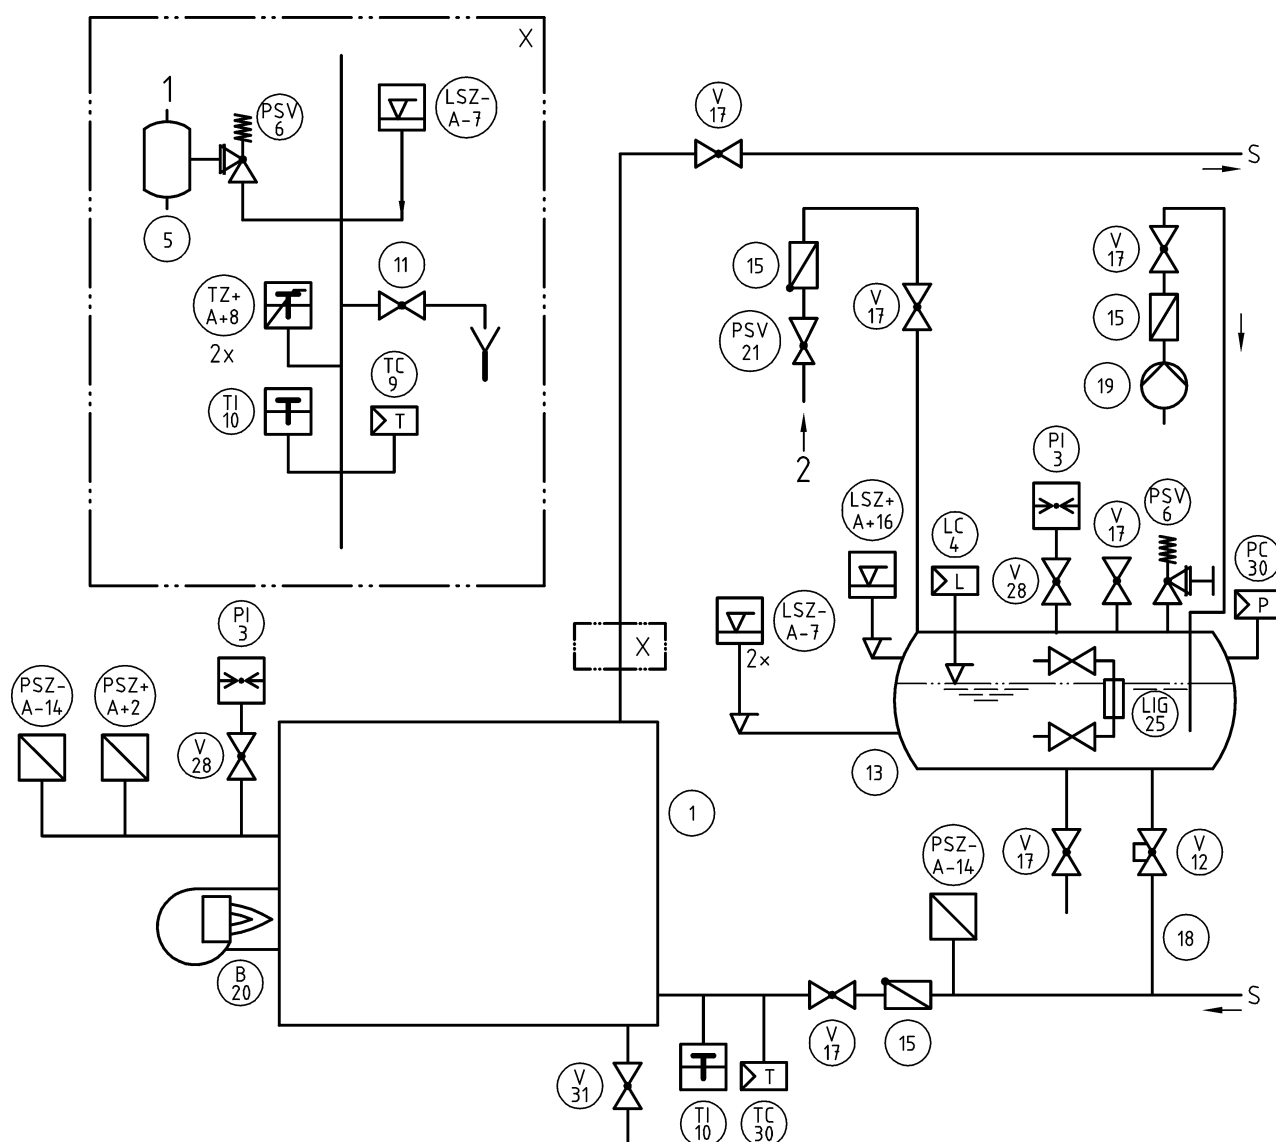 X
1
PSV
6
LSZ-
A-7
5
11
TZ+
A+8
2x
TC
9
TI
10
T
V
17
S
15
V
17
PSV
21
2
V
17
15
19
PI
3
LSZ+
A+16
LC
4
L
V
17
PSV
6
PC
30
P
V
28
LSZ-
A-7
2x
X
LIG
25
13
PI
3
PSZ-
A-14
PSZ+
A+2
V
28
1
PSZ-
A-14
V
17
V
12
18
B
20
S
V
17
15
V
31
T
TI
10
TC
30